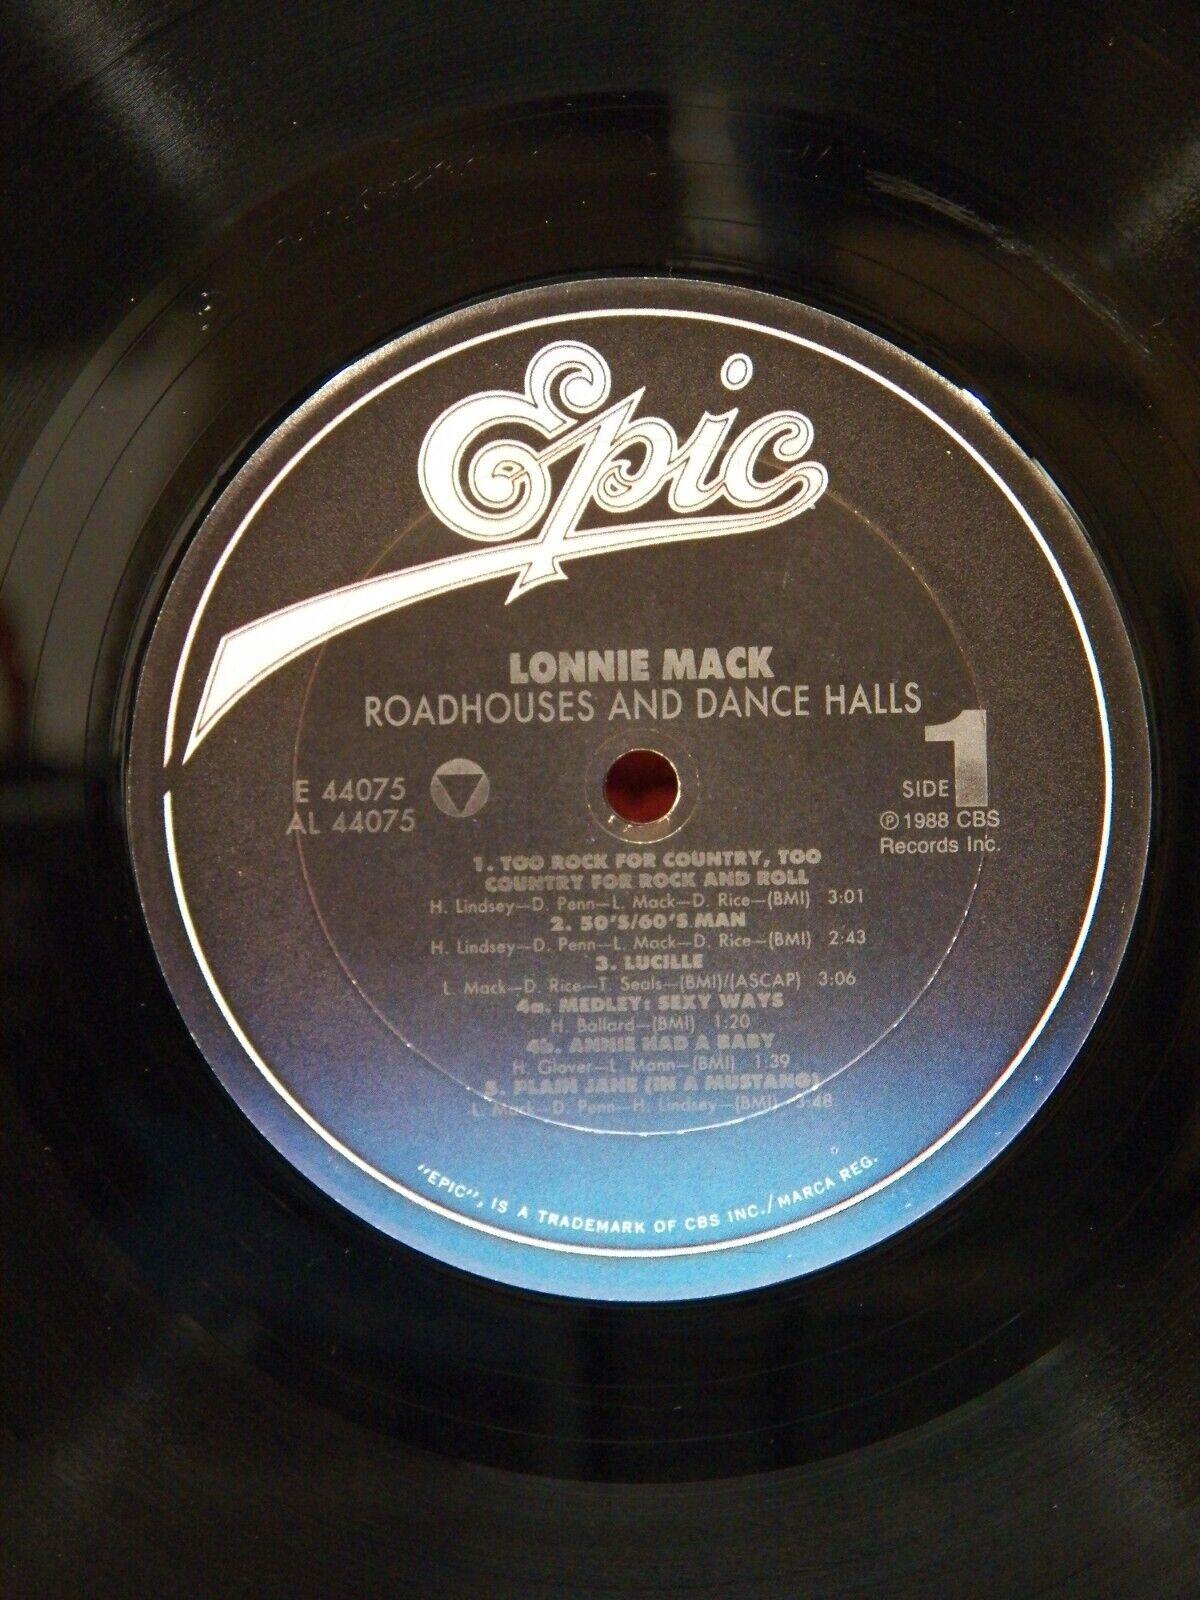 Epic
LONNIE MACK
ROADHOUSES AND DANCE HALLS
E 44075
AL 44075
SIDE 1
℗ 1988 CBS
Records Inc.
1. TOO ROCK FOR COUNTRY, TOO
COUNTRY FOR ROCK AND ROLL
H. Lindsey—D. Penn—L. Mack—D. Rice—(BMI) 3:01
2. 50'S/60'S MAN
H. Lindsey—D. Penn—L. Mack—D. Rice—(BMI) 2:43
3. LUCILLE
L. Mack—D. Rice—T. Seals—(BMI)/(ASCAP) 3:06
4a. MEDLEY: SEXY WAYS
H. Ballard—(BMI) 1:20
4b. ANNIE HAD A BABY
H. Glover—L. Mann—(BMI) 1:39
5. PLAIN JANE (IN A MUSTANG)
L. Mack—D. Penn—H. Lindsey—(BMI) 3:48
"EPIC", IS A TRADEMARK OF CBS INC./MARCA REG.